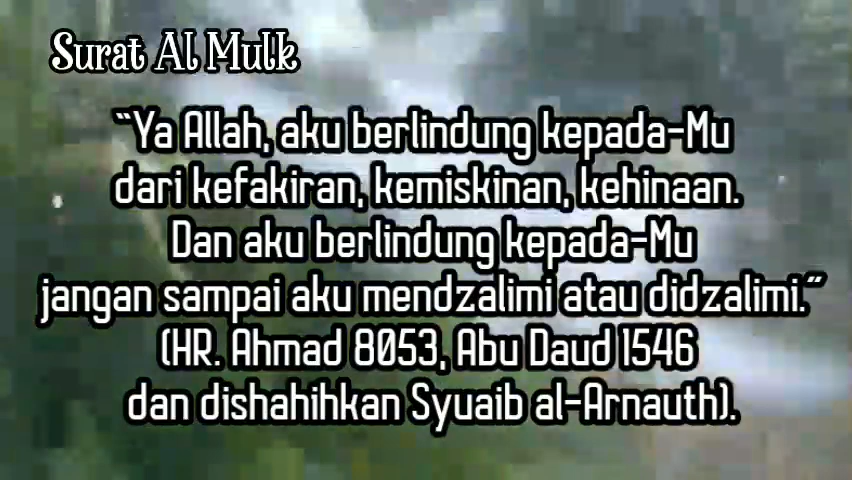 Surat Al Mulk
“Ya Allah, aku berlindung kepada-Mu
dari kefakiran, kemiskinan, kehinaan.
Dan aku berlindung kepada-Mu
jangan sampai aku mendzalimi atau didzalimi.”
(HR. Ahmad 8053, Abu Daud 1546
dan dishahihkan Syuaib al-Arnauth).